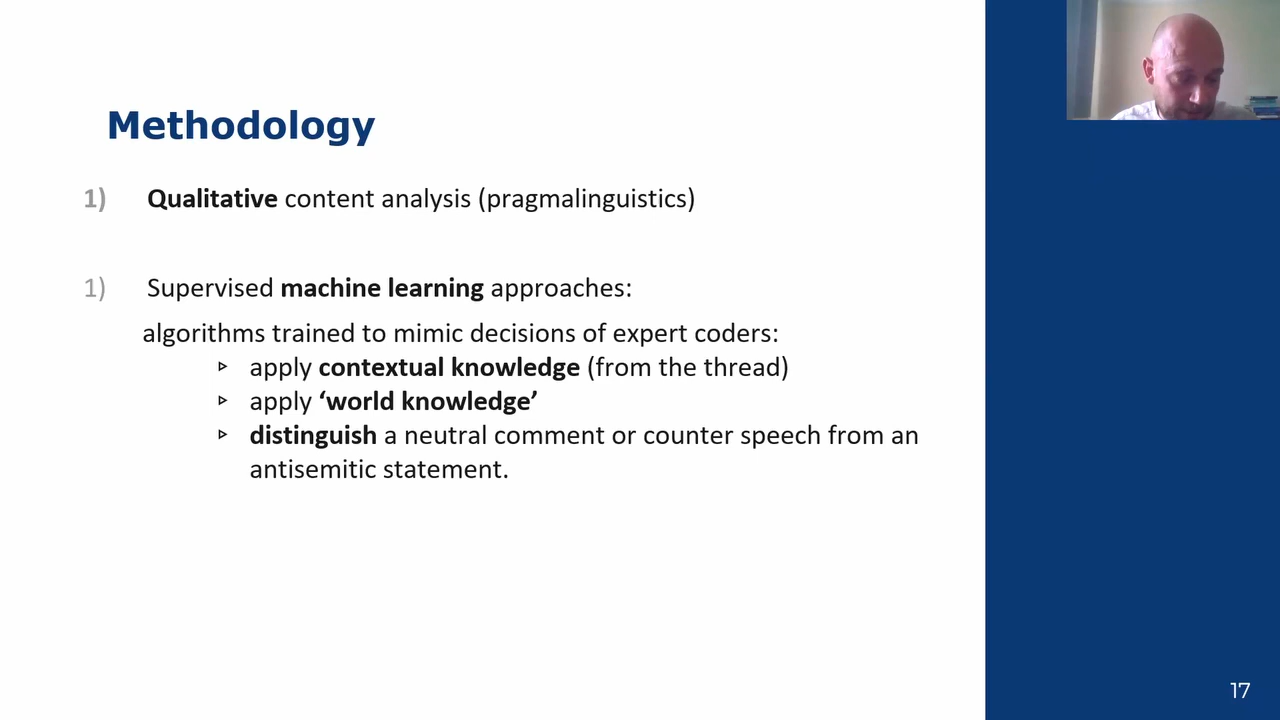 Methodology
1) Qualitative content analysis (pragmalinguistics)
1) Supervised machine learning approaches:
algorithms trained to mimic decisions of expert coders:
▹ apply contextual knowledge (from the thread)
▹ apply ‘world knowledge’
▹ distinguish a neutral comment or counter speech from an
antisemitic statement.
17